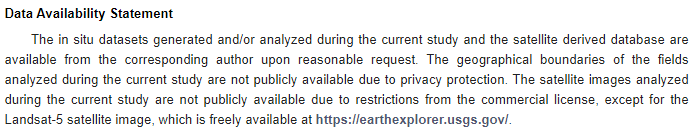 Data Availability Statement
The in situ datasets generated and/or analyzed during the current study and the satellite derived database are
available from the corresponding author upon reasonable request. The geographical boundaries of the fields
analyzed during the current study are not publicly available due to privacy protection. The satellite images analyzed
during the current study are not publicly available due to restrictions from the commercial license, except for the
Landsat-5 satellite image, which is freely available at https://earthexplorer.usgs.gov/.